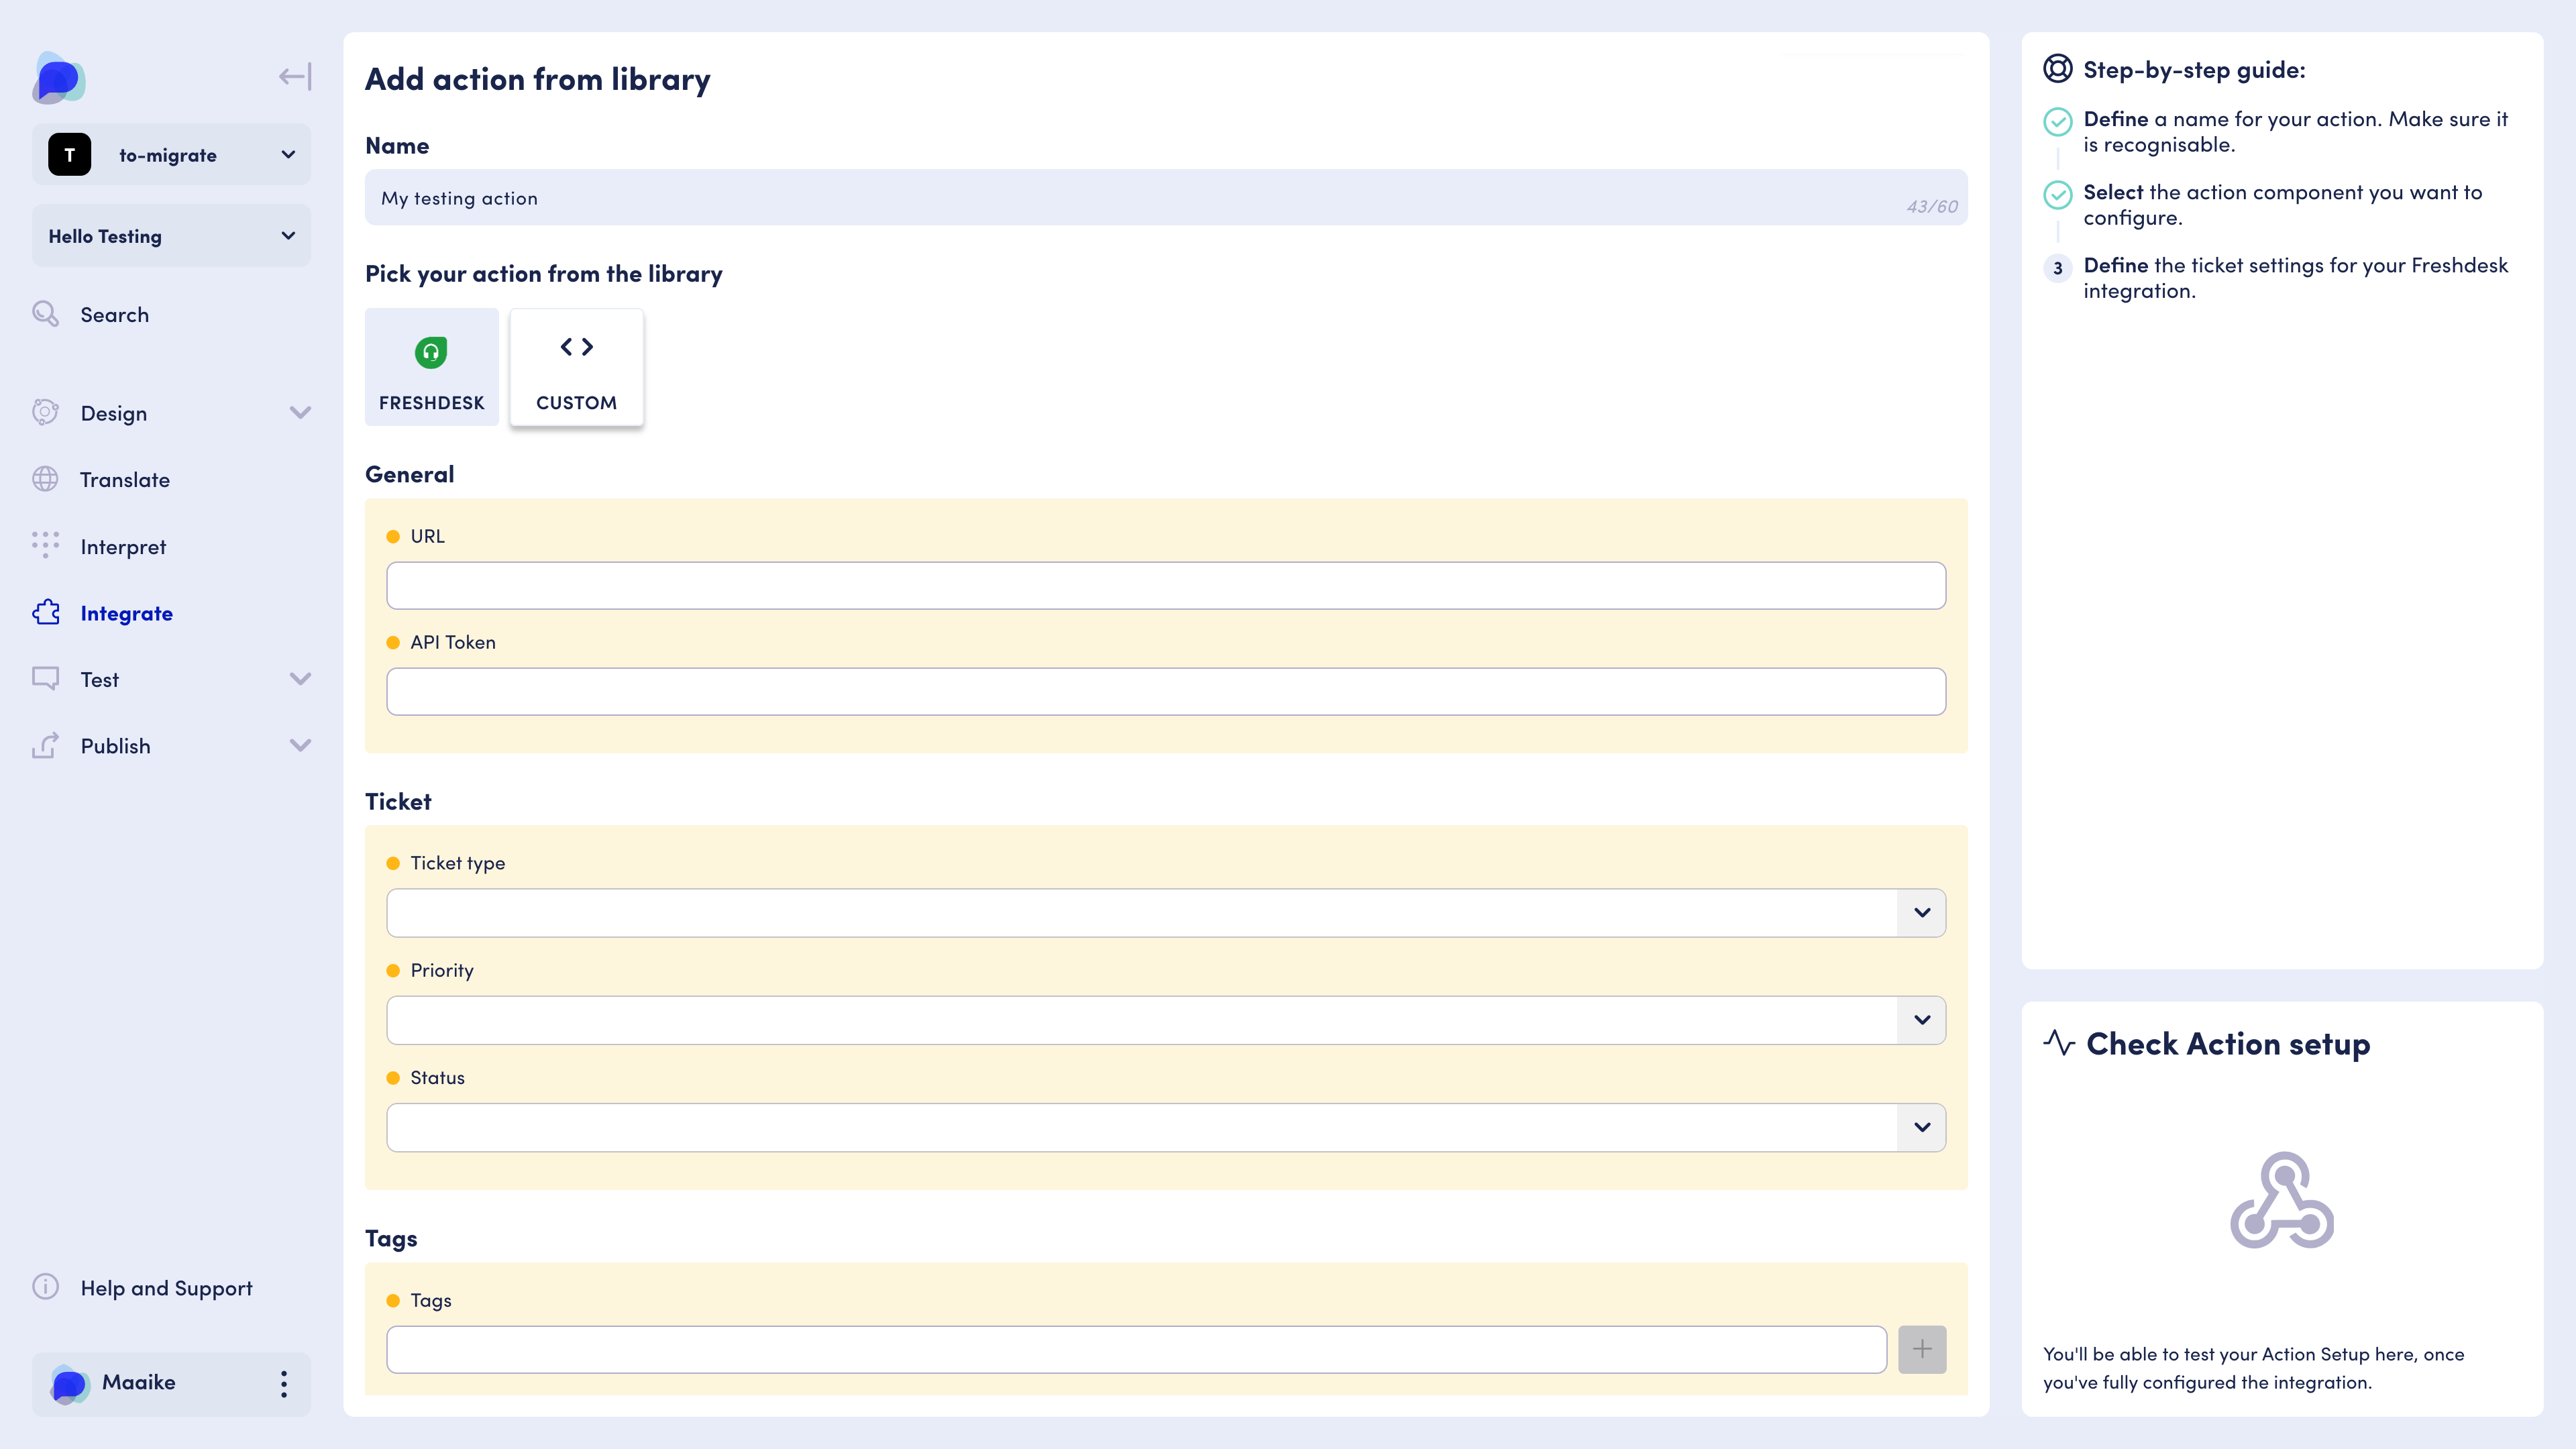 T
to-migrate
Hello Testing
Search
Design
Translate
Interpret
Integrate
Test
Publish
Help and Support
Maaike
Add action from library
Name
My testing action
43/60
Pick your action from the library
FRESHDESK
CUSTOM
General
URL
API Token
Ticket
Ticket type
Priority
Status
Tags
Tags
Step-by-step guide:
Define a name for your action. Make sure it
is recognisable.
Select the action component you want to
configure.
3 Define the ticket settings for your Freshdesk
integration.
Check Action setup
You'll be able to test your Action Setup here, once
you've fully configured the integration.